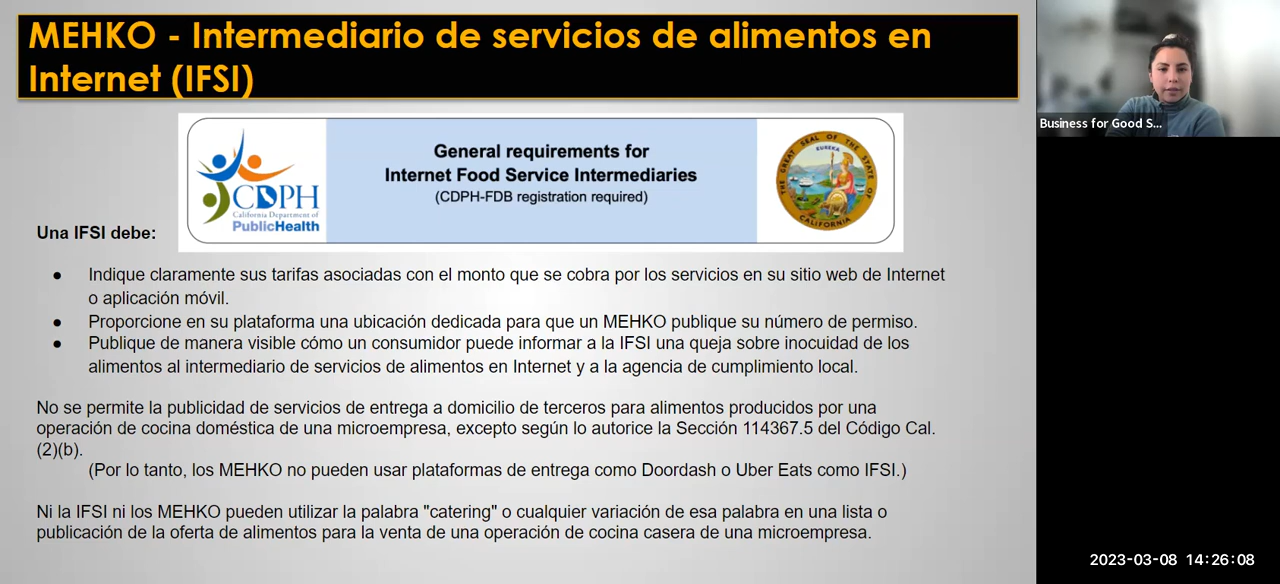 MEHKO - Intermediario de servicios de alimentos en
Internet (IFSI)
CDPH
California Department of
PublicHealth
General requirements for
Internet Food Service Intermediaries
(CDPH-FDB registration required)
THE GREAT SEAL OF THE STATE OF CALIFORNIA
EUREKA
Una IFSI debe:
● Indique claramente sus tarifas asociadas con el monto que se cobra por los servicios en su sitio web de Internet
o aplicación móvil.
● Proporcione en su plataforma una ubicación dedicada para que un MEHKO publique su número de permiso.
● Publique de manera visible cómo un consumidor puede informar a la IFSI una queja sobre inocuidad de los
alimentos al intermediario de servicios de alimentos en Internet y a la agencia de cumplimiento local.
No se permite la publicidad de servicios de entrega a domicilio de terceros para alimentos producidos por una
operación de cocina doméstica de una microempresa, excepto según lo autorice la Sección 114367.5 del Código Cal.
(2)(b).
(Por lo tanto, los MEHKO no pueden usar plataformas de entrega como Doordash o Uber Eats como IFSI.)
Ni la IFSI ni los MEHKO pueden utilizar la palabra "catering" o cualquier variación de esa palabra en una lista o
publicación de la oferta de alimentos para la venta de una operación de cocina casera de una microempresa.
Business for Good S...
2023-03-08 14:26:08